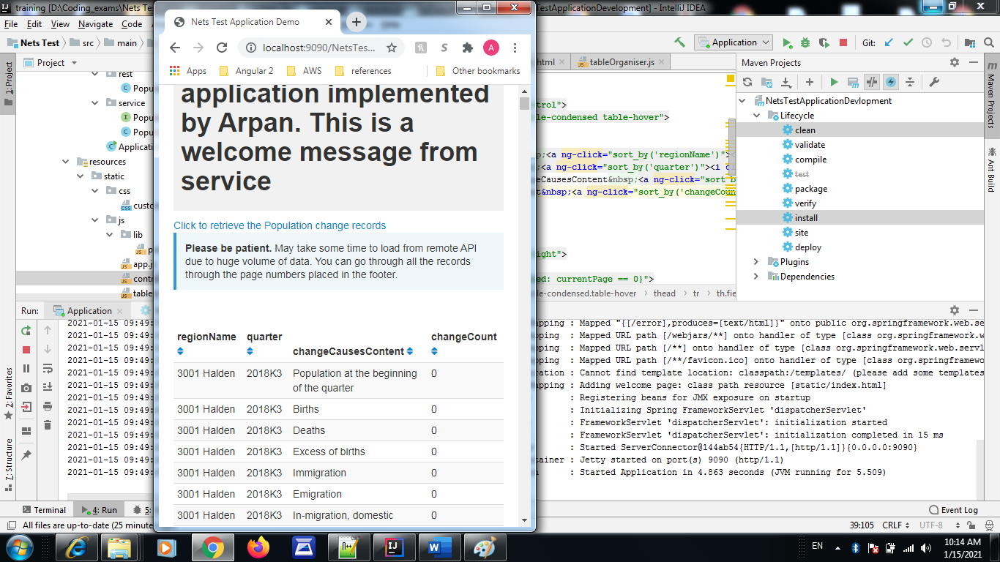 training [D:\Coding_exams\Nets Tes
TestApplicationDevelopment] - IntelliJ IDEA
File Edit View Navigate Code
Nets Test src main
Application
Git:
Project
rest
Popu
service
Popu
Popu
Applicatio
resources
static
css
custo
js
lib
p
app.j
contr
table
1: Project
2: Favorites
7: Structure
Nets Test Application Demo
localhost:9090/NetsTes...
A
Apps Angular 2 AWS references Other bookmarks
application implemented
by Arpan. This is a
welcome message from
service
Click to retrieve the Population change records
Please be patient. May take some time to load from remote API
due to huge volume of data. You can go through all the records
through the page numbers placed in the footer.
regionName quarter changeCausesContent changeCount
3001 Halden 2018K3 Population at the beginning of the quarter 0
3001 Halden 2018K3 Births 0
3001 Halden 2018K3 Deaths 0
3001 Halden 2018K3 Excess of births 0
3001 Halden 2018K3 Immigration 0
3001 Halden 2018K3 Emigration 0
3001 Halden 2018K3 In-migration, domestic 0
html tableOrganiser.js
trol">
le-condensed table-hover">
p;<a ng-click="sort_by('regionName')"><
;<a ng-click="sort_by('quarter')"><i c
eCausesContent&nbsp;<a ng-click="sort_b
t&nbsp;<a ng-click="sort_by('changeCoun
ight">
ed: currentPage == 0}">
le-condensed.table-hover thead tr th.fie
Maven Projects
NetsTestApplicationDevlopment
Lifecycle
clean
validate
compile
test
package
verify
install
site
deploy
Plugins
Dependencies
Maven Projects
Ant Build
Run: Application
2021-01-15 09:49:
2021-01-15 09:49:
2021-01-15 09:49:
2021-01-15 09:49:
2021-01-15 09:49:
2021-01-15 09:49:
2021-01-15 09:49:
2021-01-15 09:49:
2021-01-15 09:49:
2021-01-15 09:49:
2021-01-15 09:49:
2021-01-15 09:49:
2021-01-15 09:49:
apping : Mapped "{[/error],produces=[text/html]}" onto public org.springframework.web.se
pping : Mapped URL path [/webjars/**] onto handler of type [class org.springframework.w
pping : Mapped URL path [/**] onto handler of type [class org.springframework.web.servl
pping : Mapped URL path [/**/favicon.ico] onto handler of type [class org.springframewo
ration : Cannot find template location: classpath:/templates/ (please add some templates
apping : Adding welcome page: class path resource [static/index.html]
: Registering beans for JMX exposure on startup
: Initializing Spring FrameworkServlet 'dispatcherServlet'
: FrameworkServlet 'dispatcherServlet': initialization started
: FrameworkServlet 'dispatcherServlet': initialization completed in 15 ms
: Started ServerConnector@144ab54{HTTP/1.1,[http/1.1]}{0.0.0.0:9090}
tainer : Jetty started on port(s) 9090 (http/1.1)
n : Started Application in 4.863 seconds (JVM running for 5.509)
Terminal 4: Run 5:
Event Log
All files are up-to-date (25 minute
39:105 CRLF UTF-8
EN
10:14 AM
1/15/2021